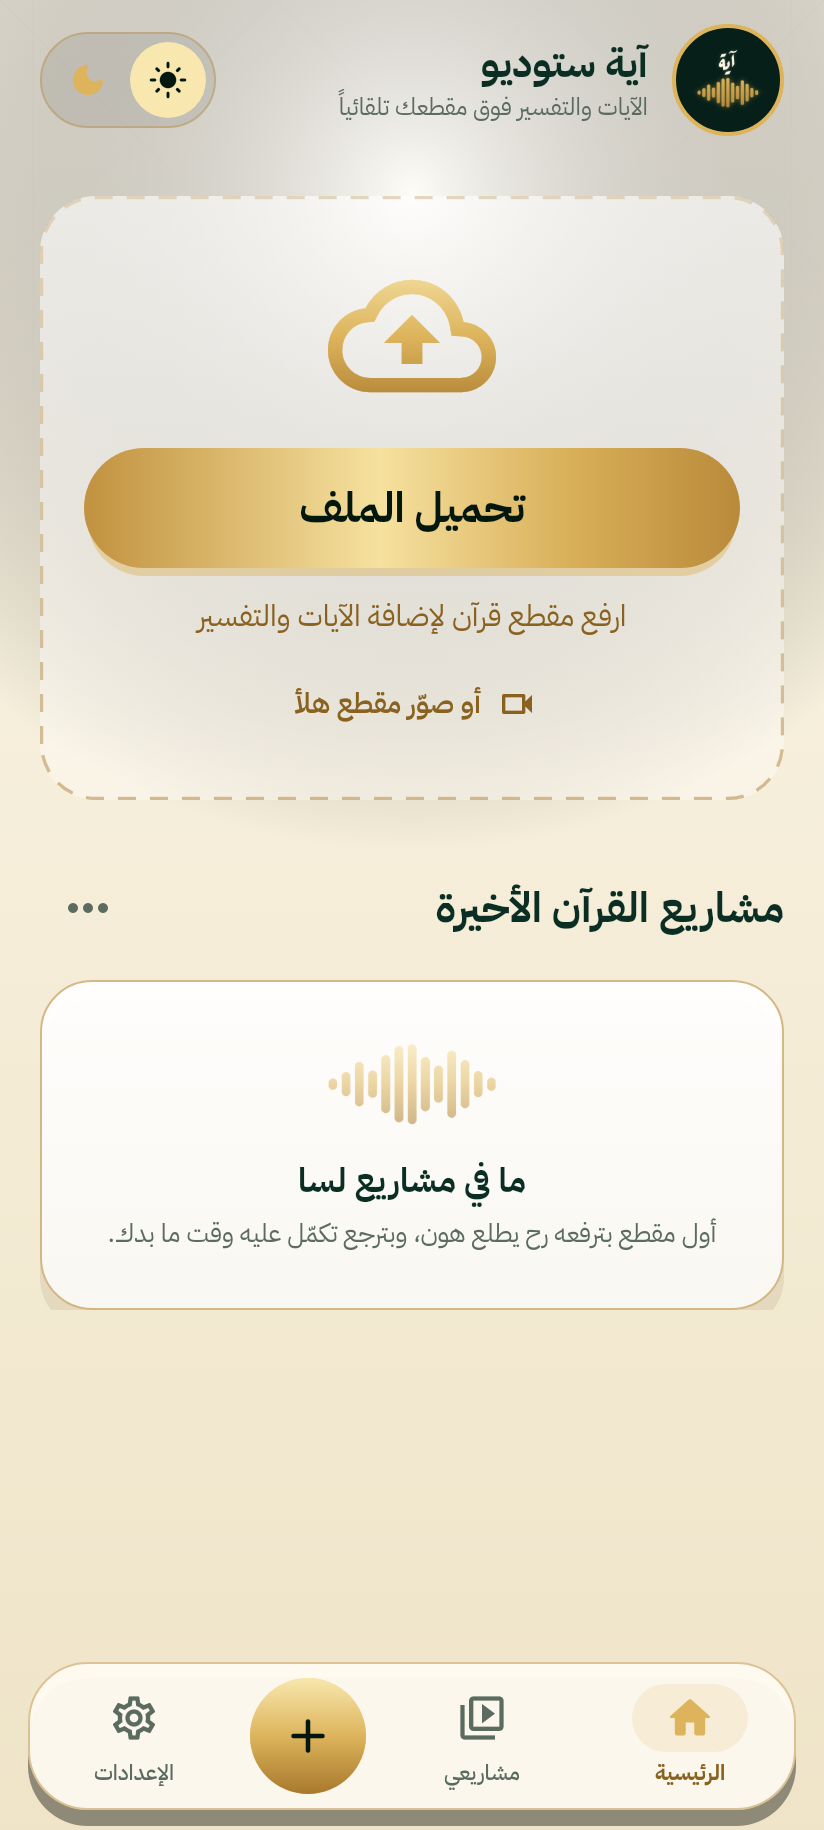 آية
آية ستوديو
الآيات والتفسير فوق مقطعك تلقائياً
تحميل الملف
ارفع مقطع قرآن لإضافة الآيات والتفسير
أو صوّر مقطع هلأ
مشاريع القرآن الأخيرة
ما في مشاريع لسا
أول مقطع بترفعه رح يطلع هون، وبترجع تكمّل عليه وقت ما بدك.
الرئيسية
مشاريعي
الإعدادات